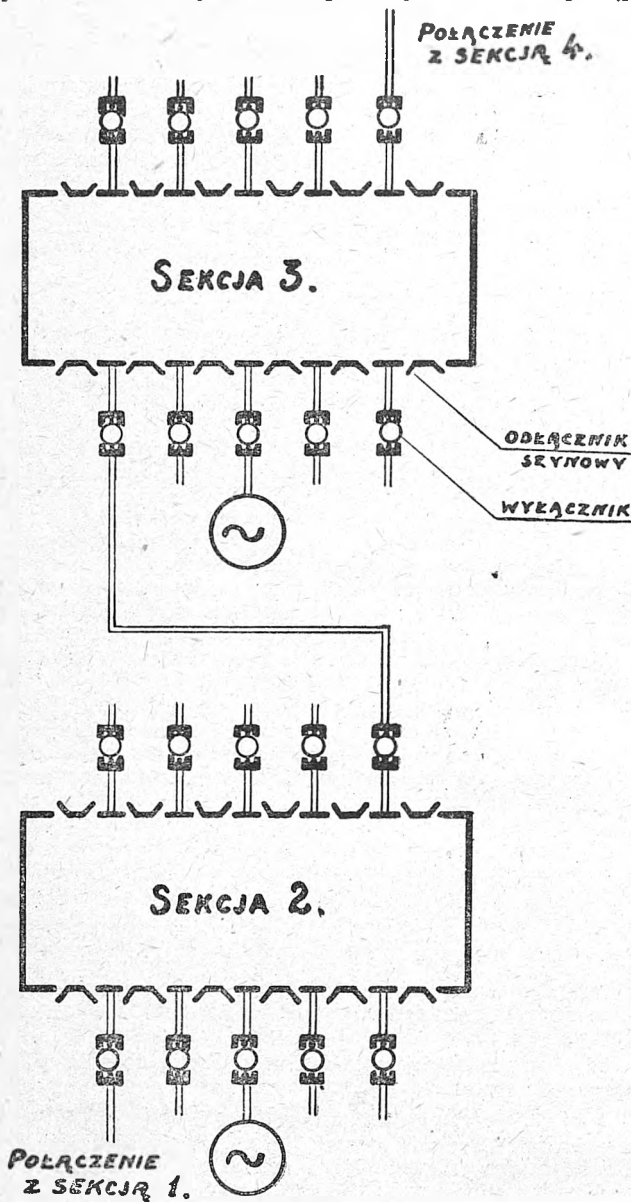 POŁĄCZENIE
Z SEKCJĄ 4.
SEKCJA 3.
ODŁĄCZNIK
SZYNOWY
WYŁĄCZNIK
SEKCJA 2.
POŁĄCZENIE
Z SEKCJĄ 1.